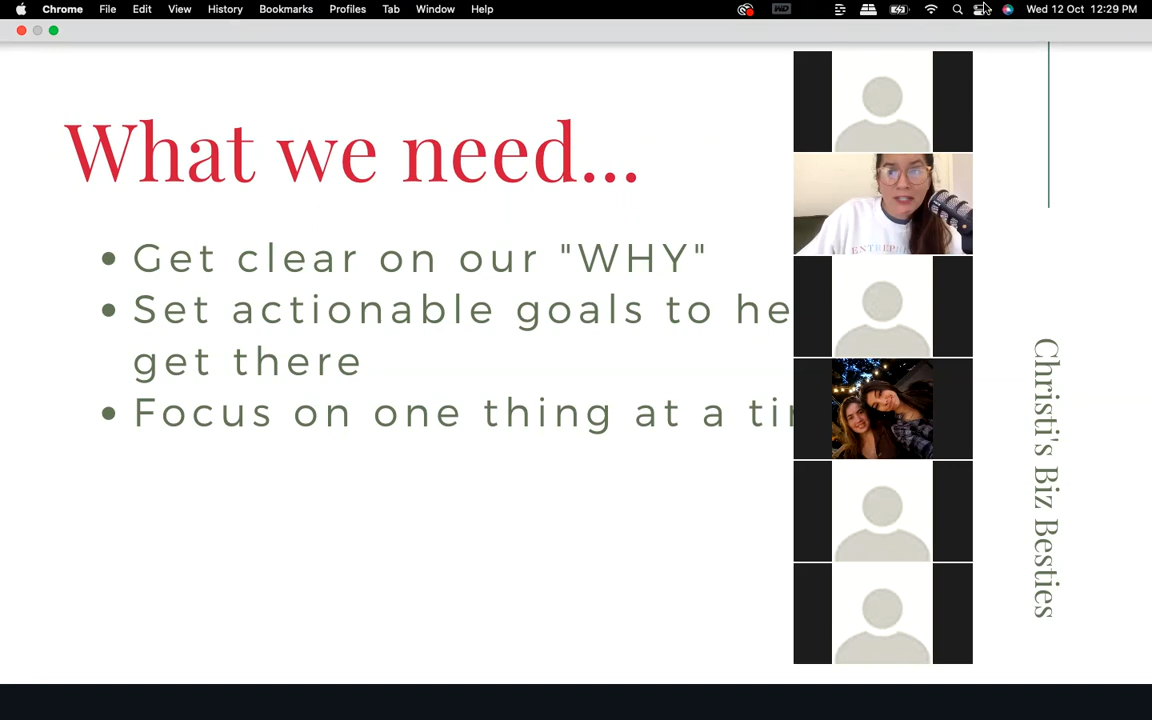 Chrome File Edit View History Bookmarks Profiles Tab Window Help Wed 12 Oct 12:29 PM
What we need...
• Get clear on our "WHY"
• Set actionable goals to he
get there
• Focus on one thing at a
Christi's Biz Besties